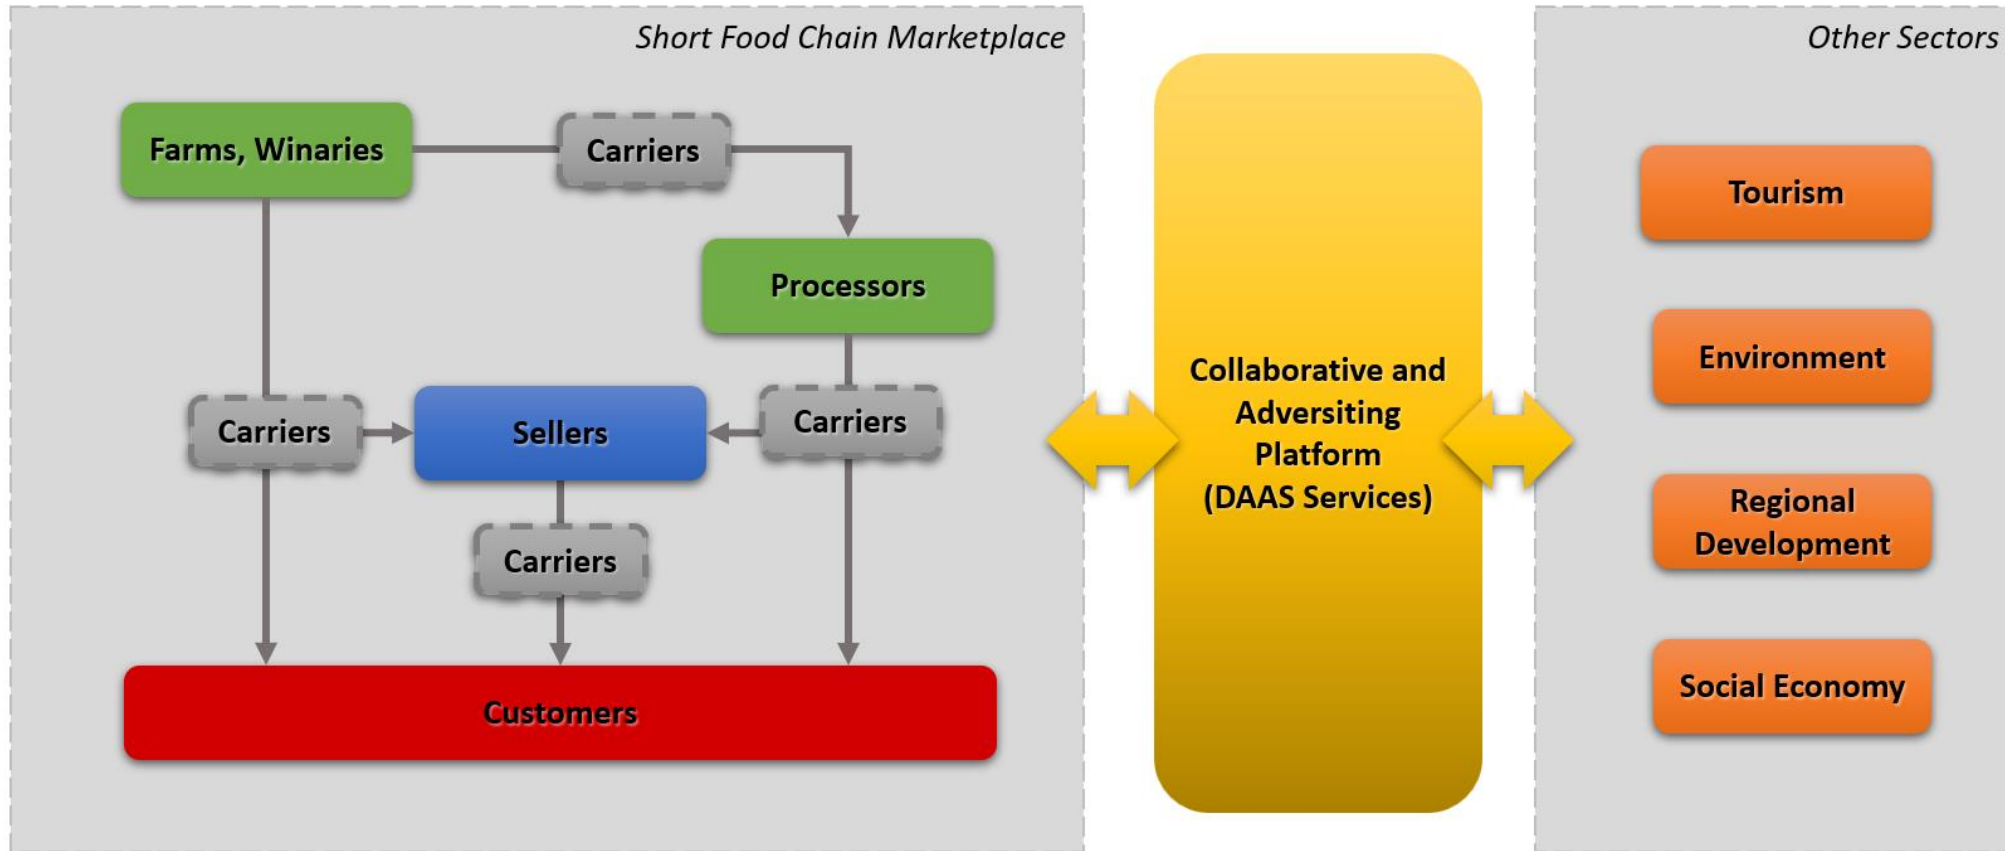 Short Food Chain Marketplace
Other Sectors
Farms, Winaries
Carriers
Processors
Carriers
Sellers
Carriers
Carriers
Customers
Collaborative and
Adversiting
Platform
(DAAS Services)
Tourism
Environment
Regional
Development
Social Economy